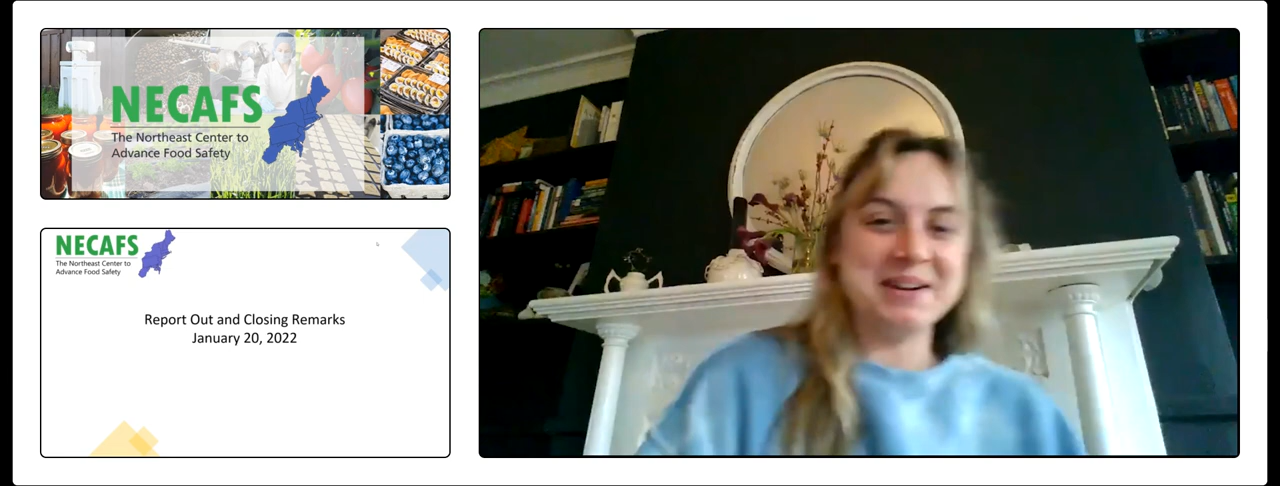 NECAFS
The Northeast Center to
Advance Food Safety
NECAFS
The Northeast Center to
Advance Food Safety
Report Out and Closing Remarks
January 20, 2022